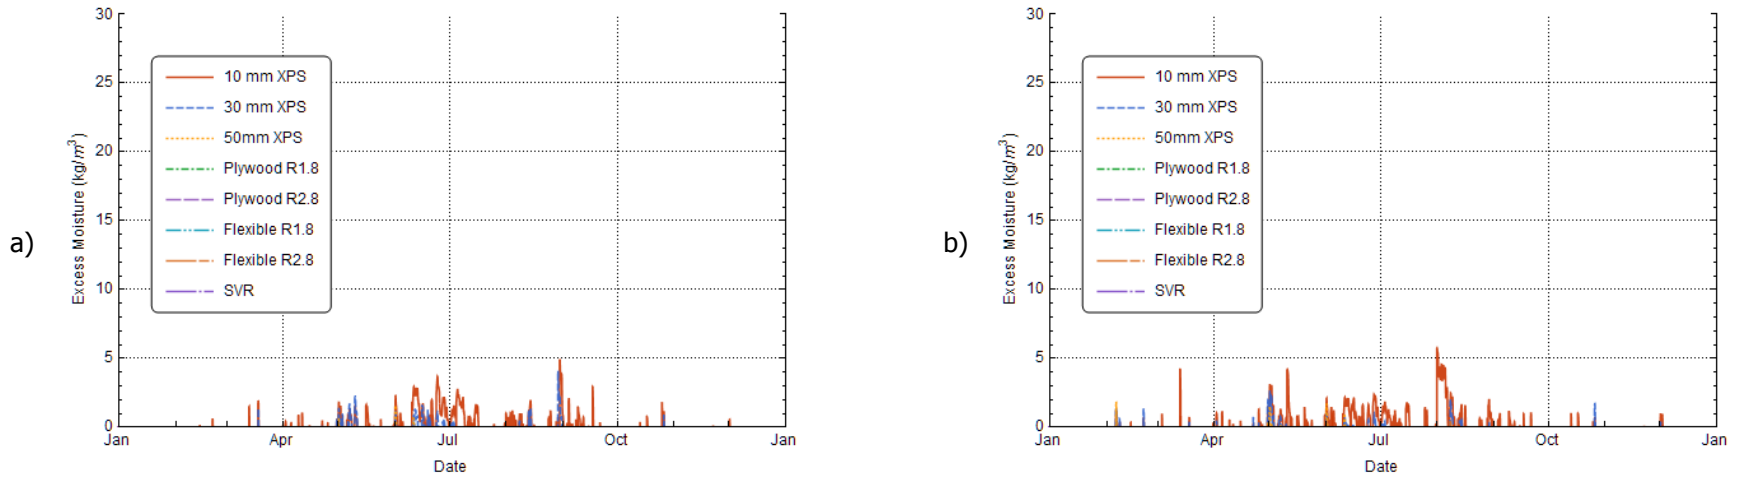 a)
Excess Moisture (kg/m³)
30
25
20
15
10
5
0
10 mm XPS
30 mm XPS
50mm XPS
Plywood R1.8
Plywood R2.8
Flexible R1.8
Flexible R2.8
SVR
Jan
Apr
Jul
Oct
Jan
Date
b)
Excess Moisture (kg/m³)
30
25
20
15
10
5
0
10 mm XPS
30 mm XPS
50mm XPS
Plywood R1.8
Plywood R2.8
Flexible R1.8
Flexible R2.8
SVR
Jan
Apr
Jul
Oct
Jan
Date